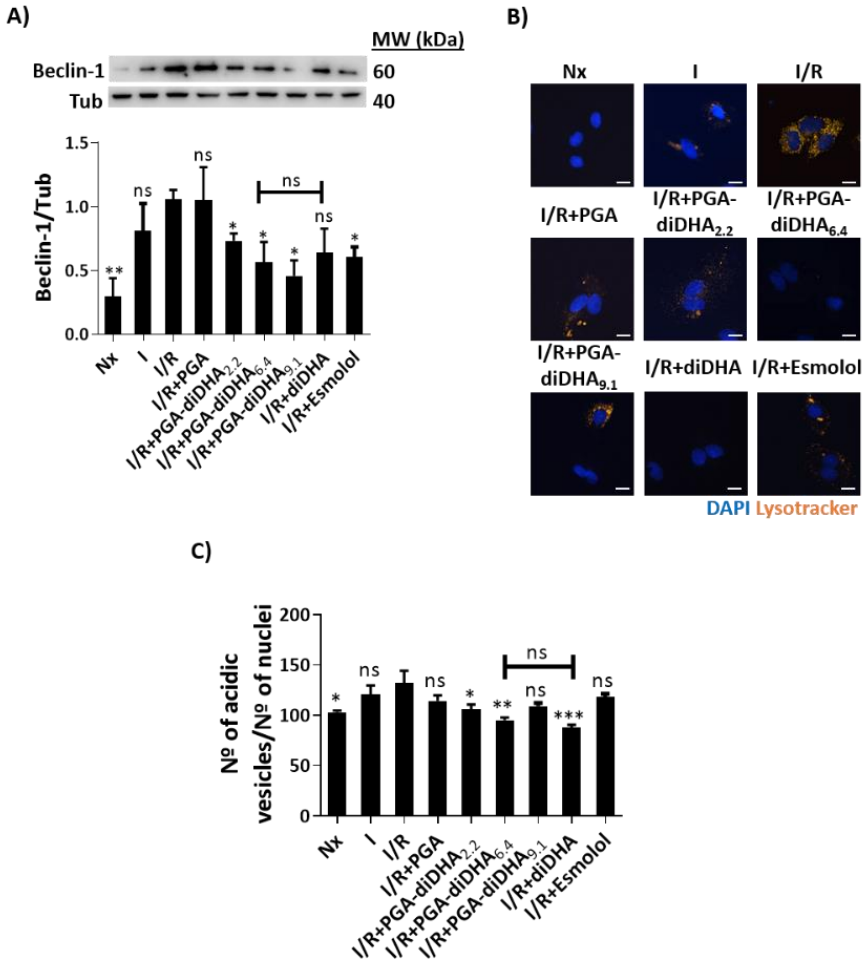 A)
MW (kDa)
Beclin-1
60
Tub
40
Beclin-1/Tub
1.5
1.0
0.5
0.0
**
ns
ns
*
*
*
ns
*
ns
Nx
I
I/R
I/R+PGA
I/R+PGA-diDHA2.2
I/R+PGA-diDHA6.4
I/R+PGA-diDHA9.1
I/R+diDHA
I/R+Esmolol
B)
Nx I I/R
I/R+PGA I/R+PGA-diDHA2.2 I/R+PGA-diDHA6.4
I/R+PGA-diDHA9.1 I/R+diDHA I/R+Esmolol
DAPI Lysotracker
C)
Nº of acidic
vesicles/Nº of nuclei
200
150
100
50
0
*
ns
ns
*
**
ns
***
ns
ns
Nx
I
I/R
I/R+PGA
I/R+PGA-diDHA2.2
I/R+PGA-diDHA6.4
I/R+PGA-diDHA9.1
I/R+diDHA
I/R+Esmolol